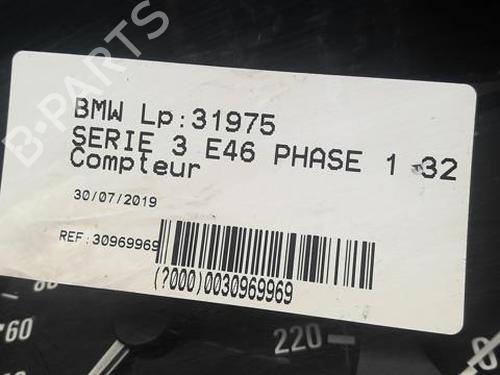 B-PARTS
BMW Lp:31975
SERIE 3 E46 PHASE 1 32
Compteur
30/07/2019
REF:30969969
(?000)0030969969
80
60
220